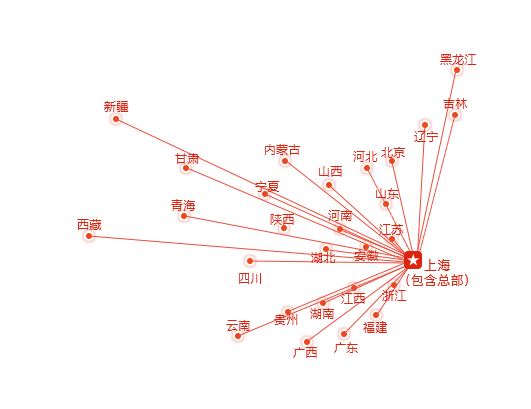 黑龙江
新疆
吉林
辽宁
内蒙古
河北
北京
甘肃
山西
宁夏
山东
青海
河南
陕西
西藏
江苏
湖北
安徽
上海
(包含总部)
四川
江西
浙江
湖南
贵州
云南
福建
广西
广东